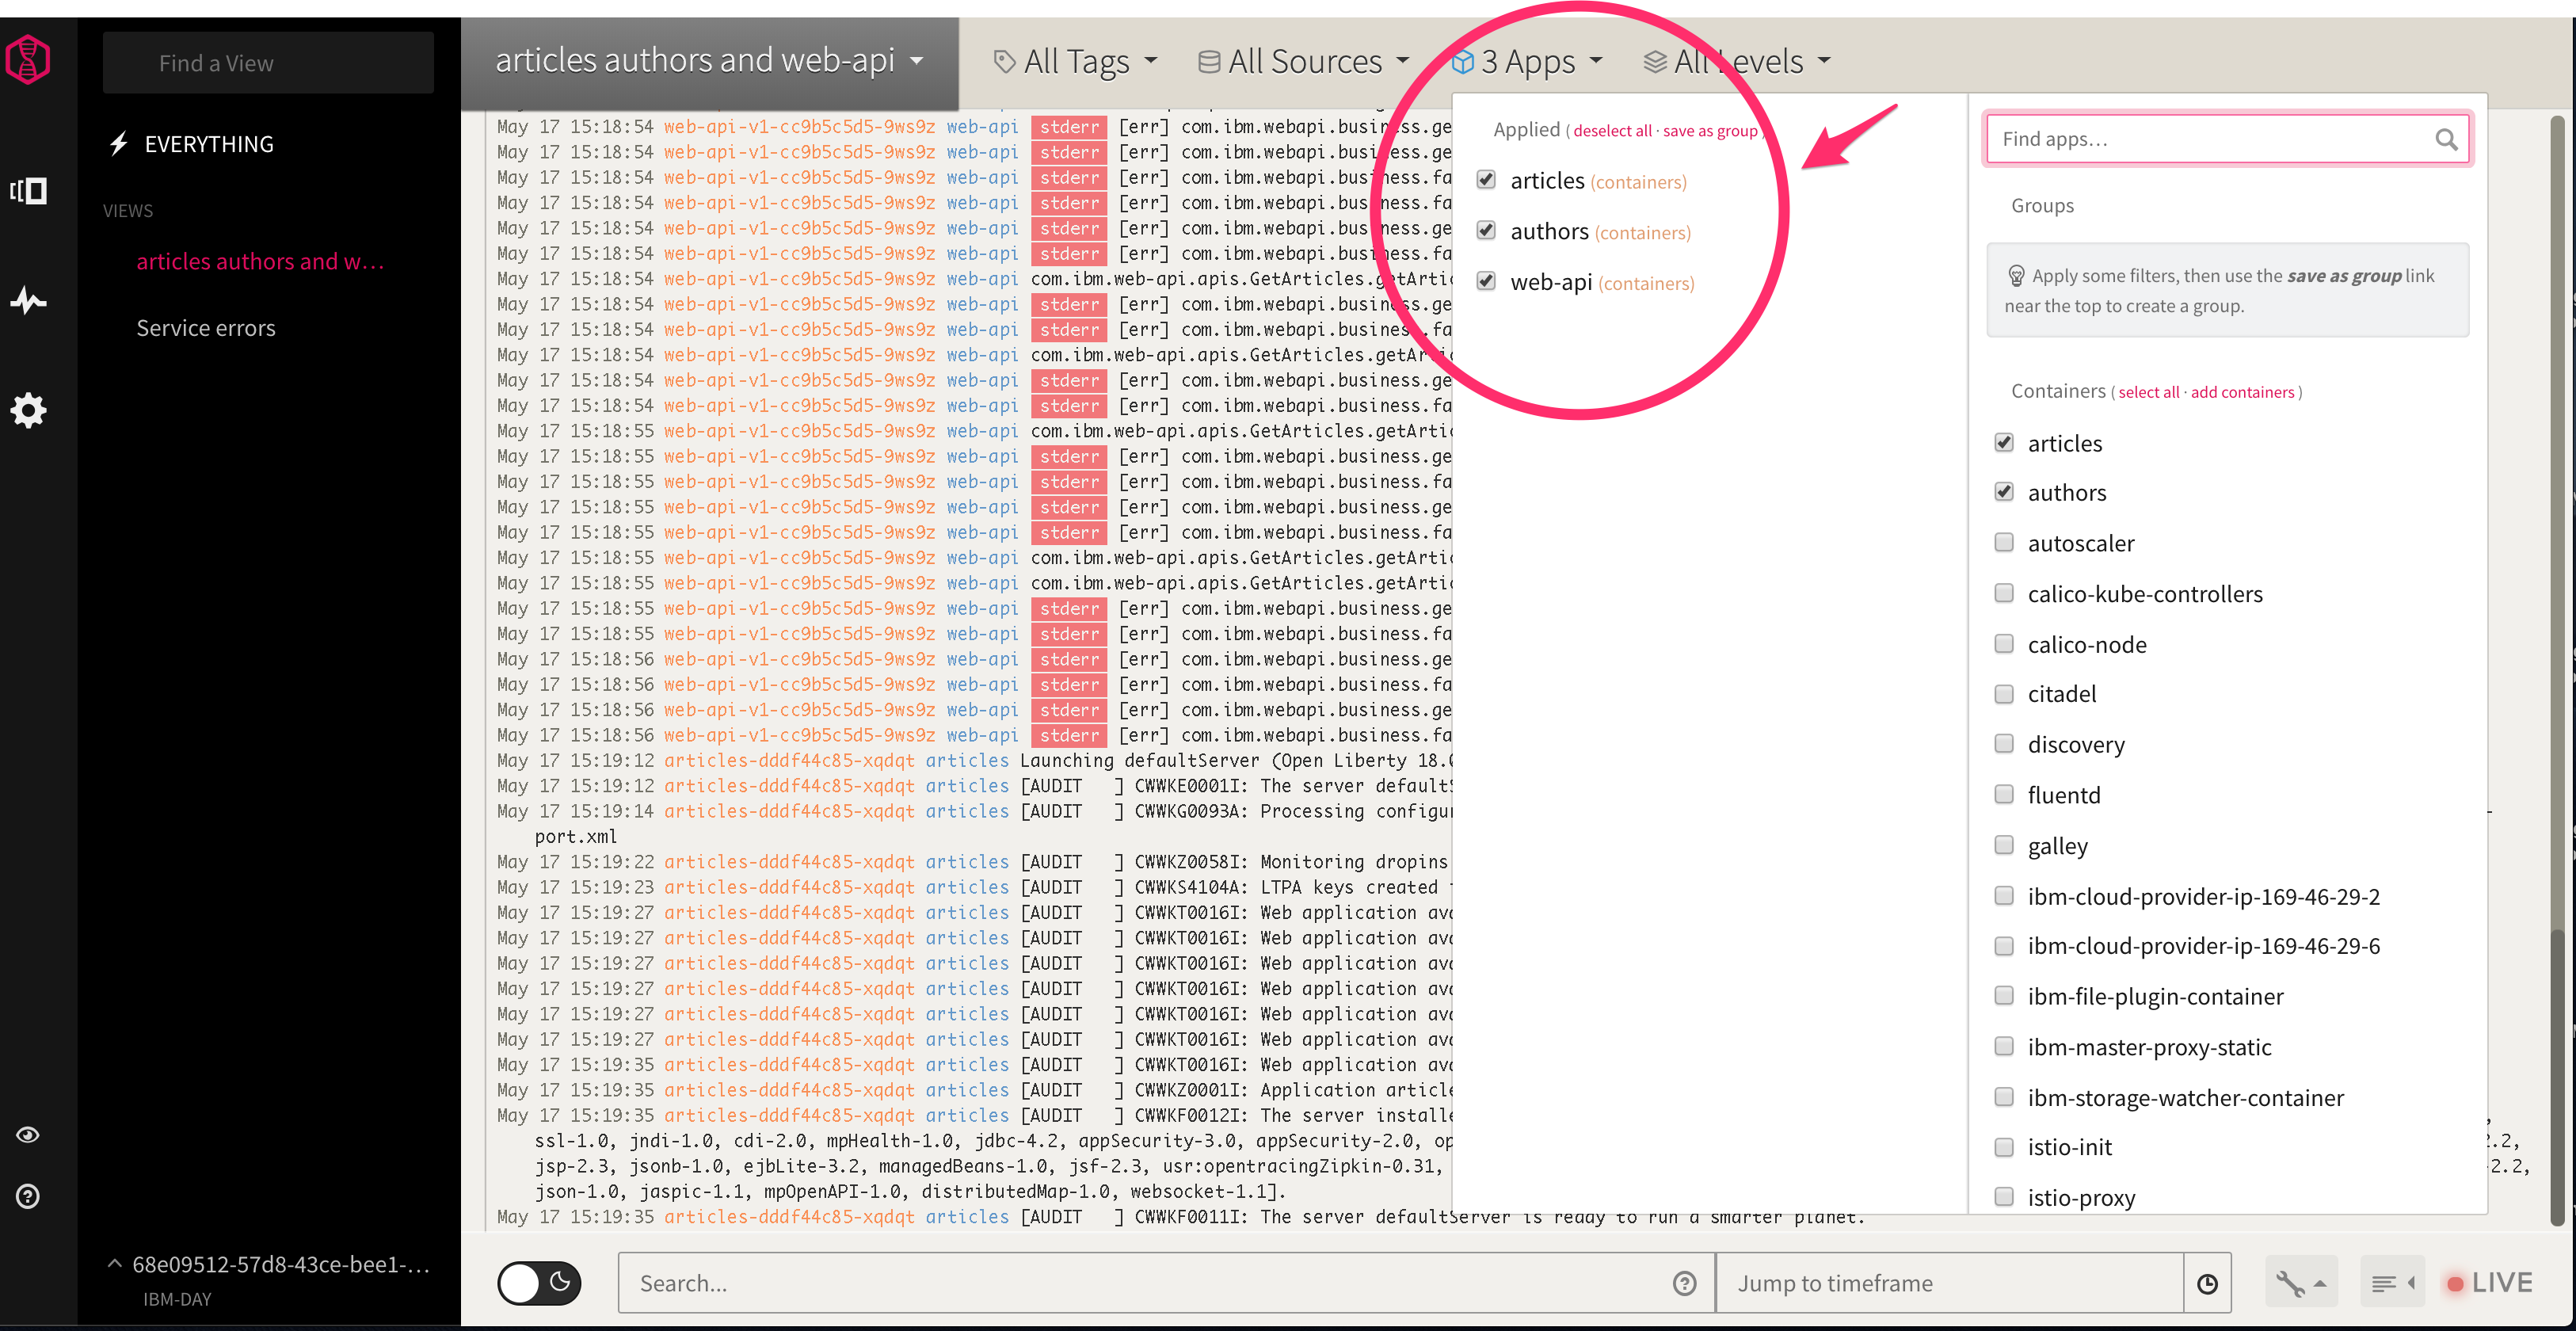 Find a View
EVERYTHING
VIEWS
articles authors and w...
Service errors
68e09512-57d8-43ce-bee1-...
IBM-DAY
articles authors and web-api
All Tags
All Sources
3 Apps
All Levels
May 17 15:18:54 web-api-v1-cc9b5c5d5-9ws9z web-api stderr [err] com.ibm.webapi.business.ge
May 17 15:18:54 web-api-v1-cc9b5c5d5-9ws9z web-api stderr [err] com.ibm.webapi.business.ge
May 17 15:18:54 web-api-v1-cc9b5c5d5-9ws9z web-api stderr [err] com.ibm.webapi.business.fa
May 17 15:18:54 web-api-v1-cc9b5c5d5-9ws9z web-api stderr [err] com.ibm.webapi.business.fa
May 17 15:18:54 web-api-v1-cc9b5c5d5-9ws9z web-api stderr [err] com.ibm.webapi.business.ge
May 17 15:18:54 web-api-v1-cc9b5c5d5-9ws9z web-api stderr [err] com.ibm.webapi.business.fa
May 17 15:18:54 web-api-v1-cc9b5c5d5-9ws9z web-api com.ibm.web-api.apis.GetArticles.getArtic
May 17 15:18:54 web-api-v1-cc9b5c5d5-9ws9z web-api stderr [err] com.ibm.webapi.business.ge
May 17 15:18:54 web-api-v1-cc9b5c5d5-9ws9z web-api stderr [err] com.ibm.webapi.business.fa
May 17 15:18:54 web-api-v1-cc9b5c5d5-9ws9z web-api com.ibm.web-api.apis.GetArticles.getArtic
May 17 15:18:54 web-api-v1-cc9b5c5d5-9ws9z web-api stderr [err] com.ibm.webapi.business.ge
May 17 15:18:54 web-api-v1-cc9b5c5d5-9ws9z web-api stderr [err] com.ibm.webapi.business.fa
May 17 15:18:55 web-api-v1-cc9b5c5d5-9ws9z web-api com.ibm.web-api.apis.GetArticles.getArtic
May 17 15:18:55 web-api-v1-cc9b5c5d5-9ws9z web-api stderr [err] com.ibm.webapi.business.ge
May 17 15:18:55 web-api-v1-cc9b5c5d5-9ws9z web-api stderr [err] com.ibm.webapi.business.fa
May 17 15:18:55 web-api-v1-cc9b5c5d5-9ws9z web-api stderr [err] com.ibm.webapi.business.ge
May 17 15:18:55 web-api-v1-cc9b5c5d5-9ws9z web-api stderr [err] com.ibm.webapi.business.fa
May 17 15:18:55 web-api-v1-cc9b5c5d5-9ws9z web-api com.ibm.web-api.apis.GetArticles.getArtic
May 17 15:18:55 web-api-v1-cc9b5c5d5-9ws9z web-api com.ibm.web-api.apis.GetArticles.getArtic
May 17 15:18:55 web-api-v1-cc9b5c5d5-9ws9z web-api stderr [err] com.ibm.webapi.business.ge
May 17 15:18:55 web-api-v1-cc9b5c5d5-9ws9z web-api stderr [err] com.ibm.webapi.business.fa
May 17 15:18:56 web-api-v1-cc9b5c5d5-9ws9z web-api stderr [err] com.ibm.webapi.business.ge
May 17 15:18:56 web-api-v1-cc9b5c5d5-9ws9z web-api stderr [err] com.ibm.webapi.business.fa
May 17 15:18:56 web-api-v1-cc9b5c5d5-9ws9z web-api stderr [err] com.ibm.webapi.business.ge
May 17 15:18:56 web-api-v1-cc9b5c5d5-9ws9z web-api stderr [err] com.ibm.webapi.business.fa
May 17 15:19:12 articles-dddf44c85-xqdqt articles Launching defaultServer (Open Liberty 18.0
May 17 15:19:12 articles-dddf44c85-xqdqt articles [AUDIT ] CWWKE0001I: The server defaultS
May 17 15:19:14 articles-dddf44c85-xqdqt articles [AUDIT ] CWWKG0093A: Processing configur -
port.xml
May 17 15:19:22 articles-dddf44c85-xqdqt articles [AUDIT ] CWWKZ0058I: Monitoring dropins
May 17 15:19:23 articles-dddf44c85-xqdqt articles [AUDIT ] CWWKS4104A: LTPA keys created
May 17 15:19:27 articles-dddf44c85-xqdqt articles [AUDIT ] CWWKT0016I: Web application ava
May 17 15:19:27 articles-dddf44c85-xqdqt articles [AUDIT ] CWWKT0016I: Web application ava
May 17 15:19:27 articles-dddf44c85-xqdqt articles [AUDIT ] CWWKT0016I: Web application ava
May 17 15:19:27 articles-dddf44c85-xqdqt articles [AUDIT ] CWWKT0016I: Web application ava
May 17 15:19:27 articles-dddf44c85-xqdqt articles [AUDIT ] CWWKT0016I: Web application ava
May 17 15:19:27 articles-dddf44c85-xqdqt articles [AUDIT ] CWWKT0016I: Web application ava
May 17 15:19:35 articles-dddf44c85-xqdqt articles [AUDIT ] CWWKT0016I: Web application ava
May 17 15:19:35 articles-dddf44c85-xqdqt articles [AUDIT ] CWWKZ0001I: Application article
May 17 15:19:35 articles-dddf44c85-xqdqt articles [AUDIT ] CWWKF0012I: The server installe ,
ssl-1.0, jndi-1.0, cdi-2.0, mpHealth-1.0, jdbc-4.2, appSecurity-3.0, appSecurity-2.0, op 2.2,
jsp-2.3, jsonb-1.0, ejbLite-3.2, managedBeans-1.0, jsf-2.3, usr:opentracingZipkin-0.31, -2.2,
json-1.0, jaspic-1.1, mpOpenAPI-1.0, distributedMap-1.0, websocket-1.1].
May 17 15:19:35 articles-dddf44c85-xqdqt articles [AUDIT ] CWWKF0011I: The server defaultServer is ready to run a smarter planet.
Applied ( deselect all · save as group )
articles (containers)
authors (containers)
web-api (containers)
Find apps...
Groups
Apply some filters, then use the save as group link
near the top to create a group.
Containers ( select all · add containers )
articles
authors
autoscaler
calico-kube-controllers
calico-node
citadel
discovery
fluentd
galley
ibm-cloud-provider-ip-169-46-29-2
ibm-cloud-provider-ip-169-46-29-6
ibm-file-plugin-container
ibm-master-proxy-static
ibm-storage-watcher-container
istio-init
istio-proxy
Search...
Jump to timeframe
LIVE